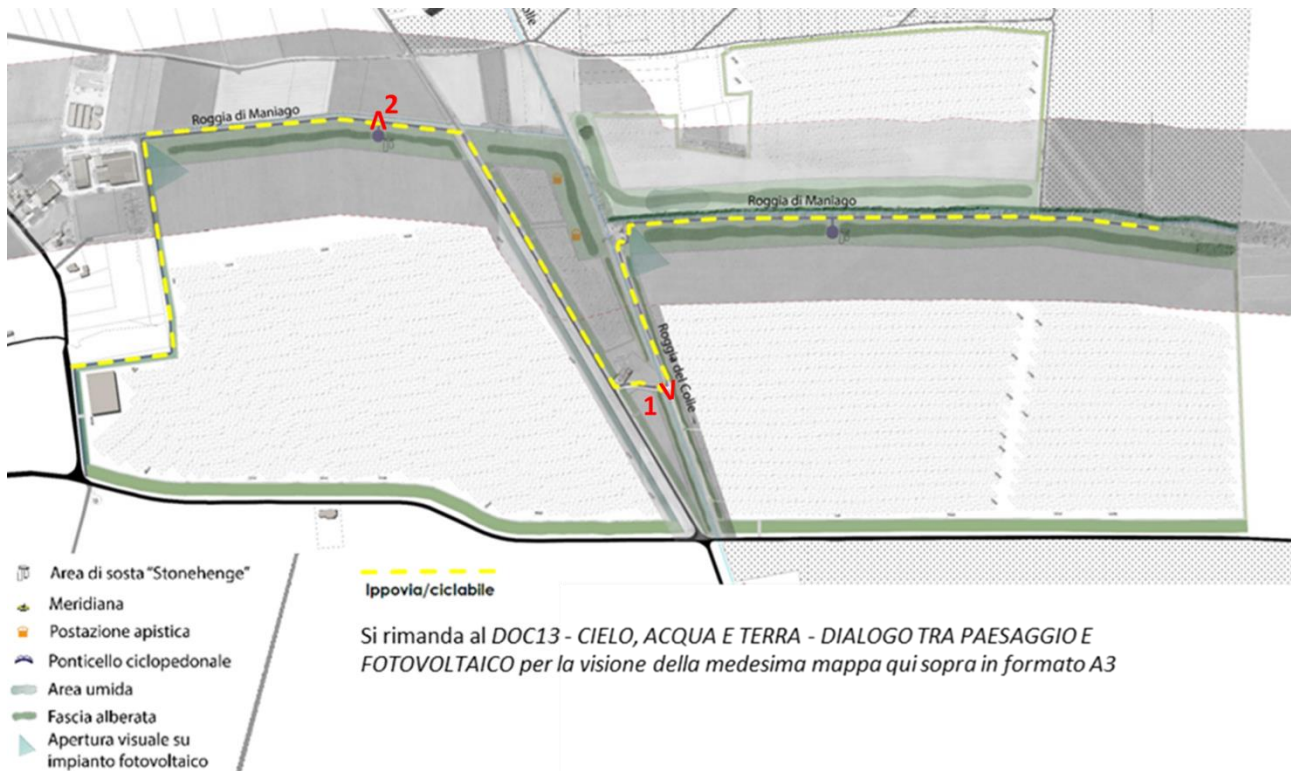 Colle
Roggia di Maniago
2
Roggia di Maniago
Roggia del Colle
1
Area di sosta "Stonehenge"
Meridiana
Postazione apistica
Ponticello ciclopedonale
Area umida
Fascia alberata
Apertura visuale su
impianto fotovoltaico
Ippovia/ciclabile
Si rimanda al DOC13 - CIELO, ACQUA E TERRA - DIALOGO TRA PAESAGGIO E
FOTOVOLTAICO per la visione della medesima mappa qui sopra in formato A3